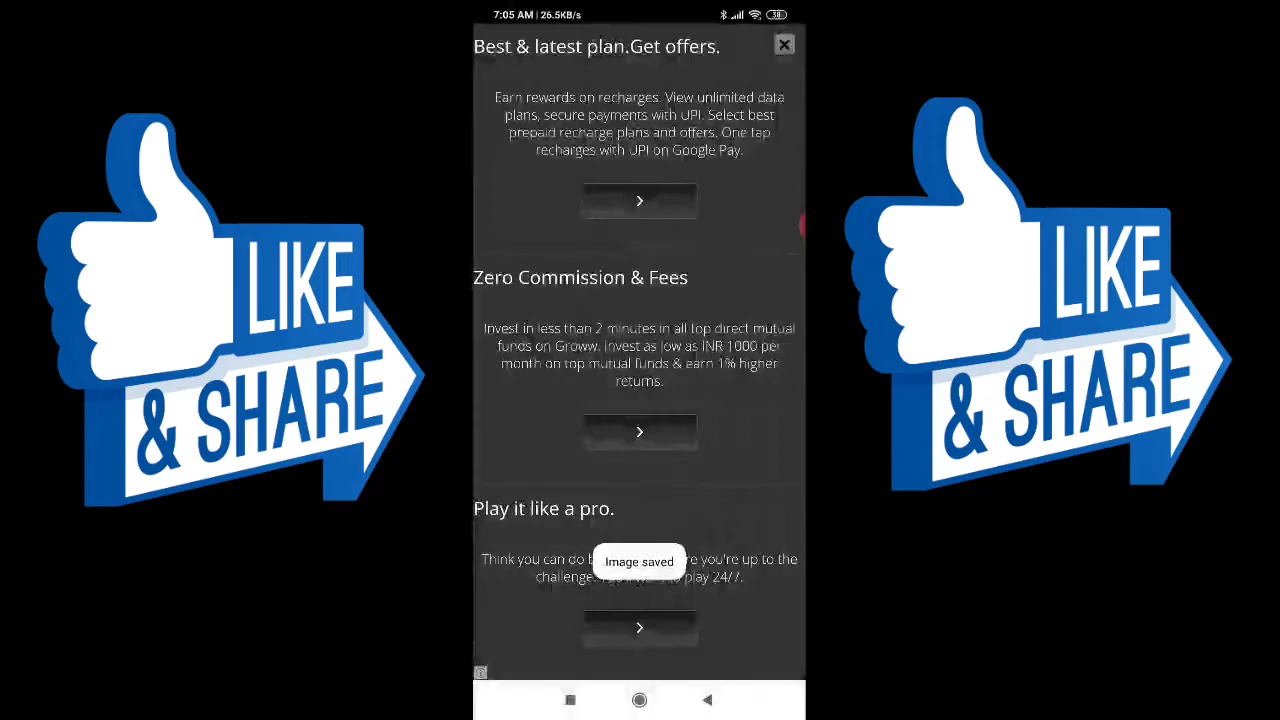 7:05 AM | 26.5KB/s
38
Best & latest plan.Get offers.
Earn rewards on recharges. View unlimited data
plans, secure payments with UPI. Select best
prepaid recharge plans and offers. One tap
recharges with UPI on Google Pay.
Zero Commission & Fees
Invest in less than 2 minutes in all top direct mutual
funds on Groww. Invest as low as INR 1000 per
month on top mutual funds & earn 1% higher
returns.
Play it like a pro.
Think you can do re you're up to the
challenge. play 24/7.
Image saved
LIKE
& SHARE
LIKE
& SHARE